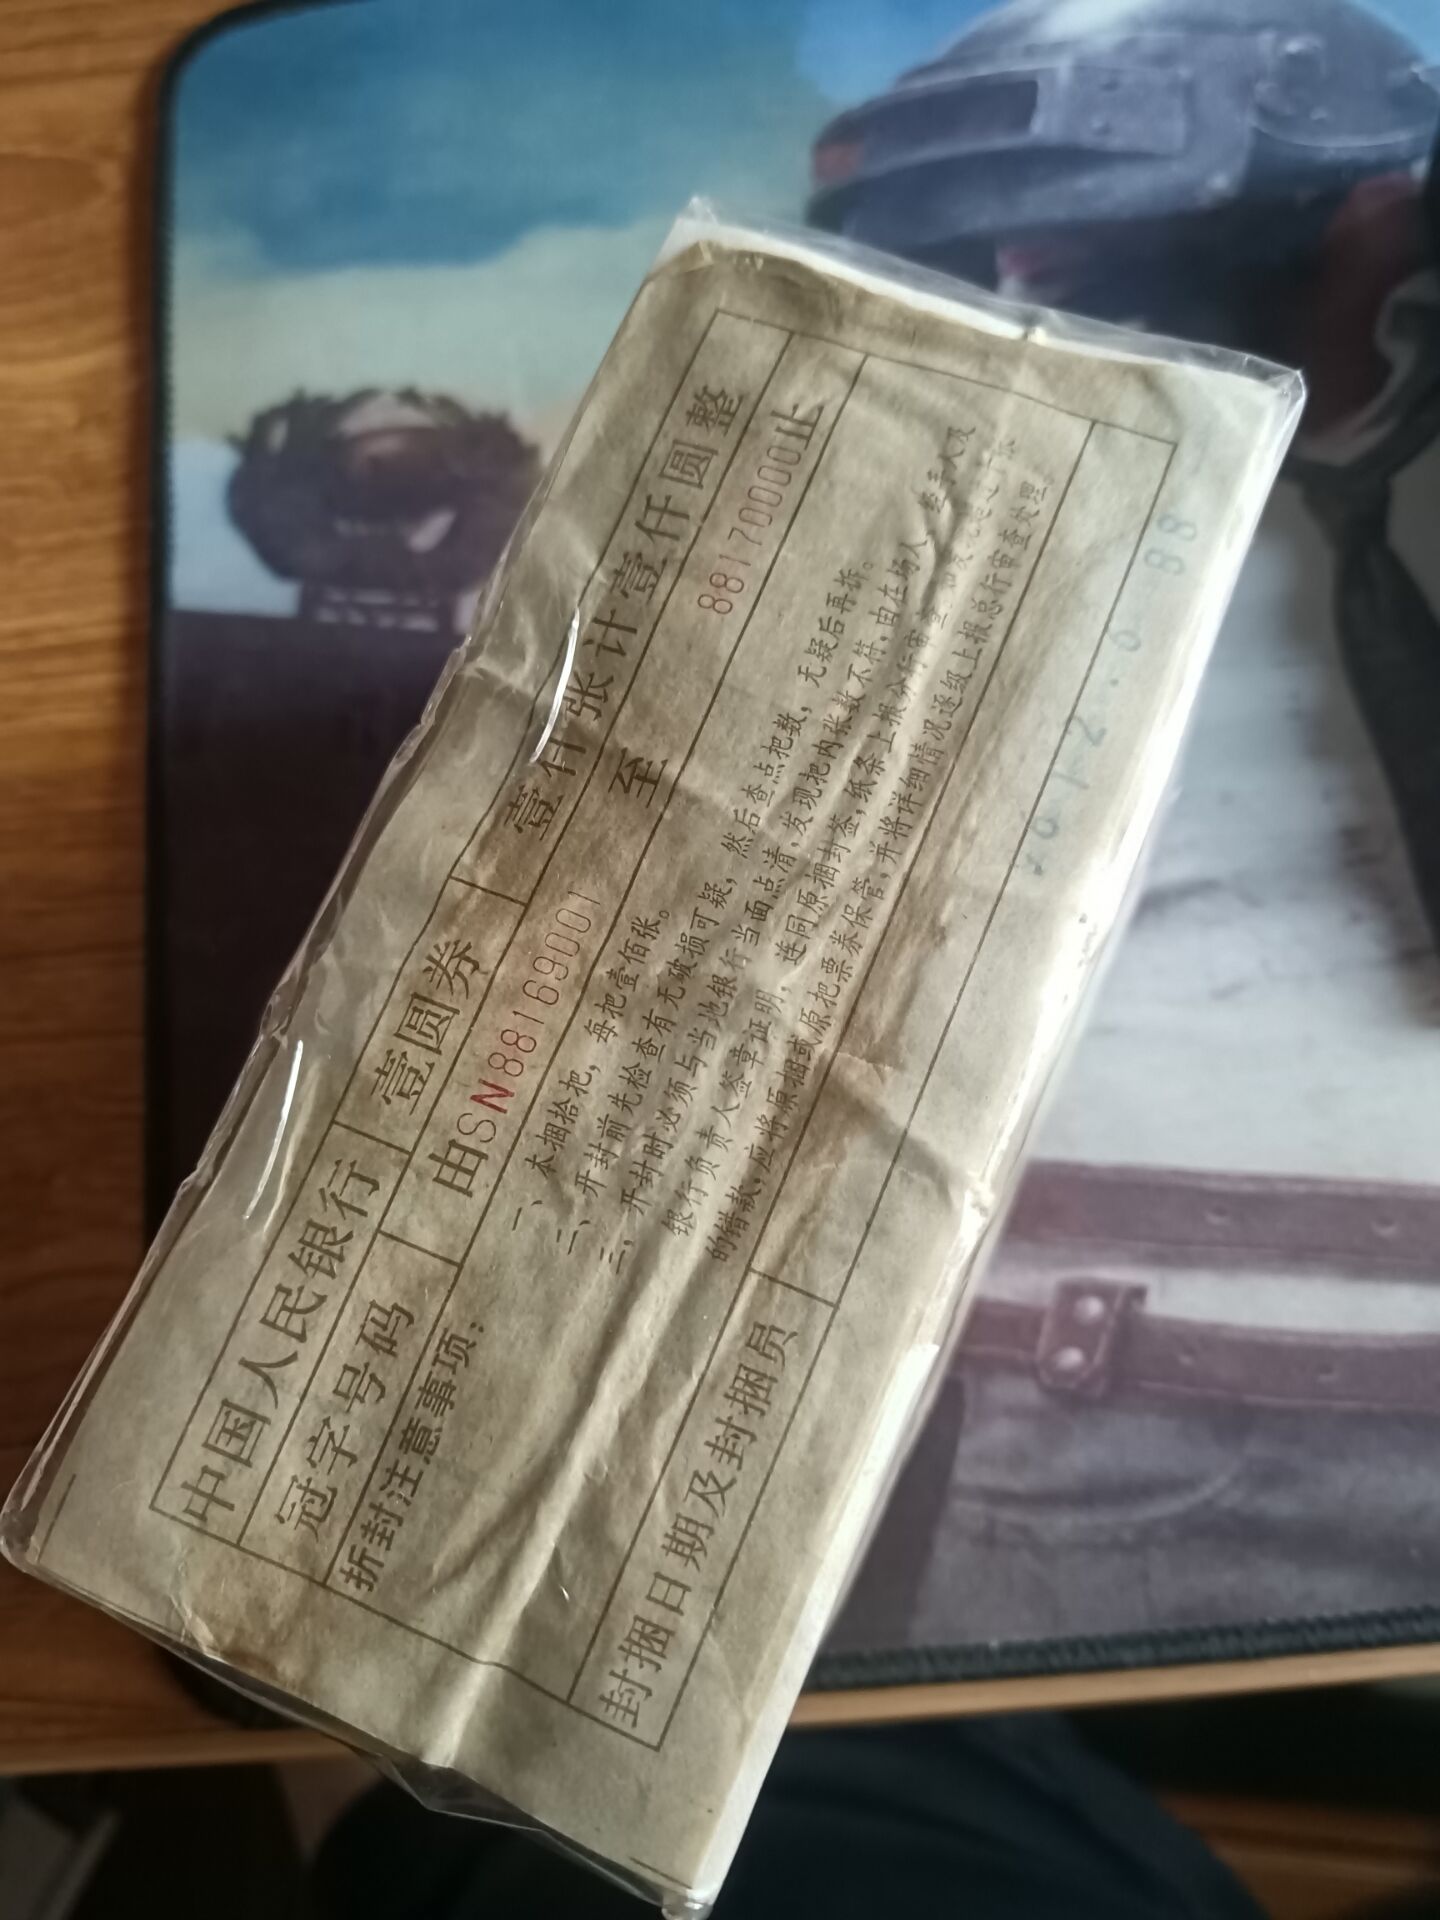 中国人民银行 壹圆券 壹仟张计壹仟圆整
冠字号码 由SN88169001 至 88170000止
折封注意事项：
一、本捆拾把，每把壹佰张。
二、开封前先检查有无破损可疑，然后查点把数，无疑后再拆。
三、开封时必须与当地银行当面点清，发现把内张数不符，由在场人、经手人及
银行负责人签章证明，连同原捆封签，纸条上报分行审查，
的错款，应将原捆或原把票券保管，并将详细情况逐级上报总行审查处理。
封捆日期及封捆员
88